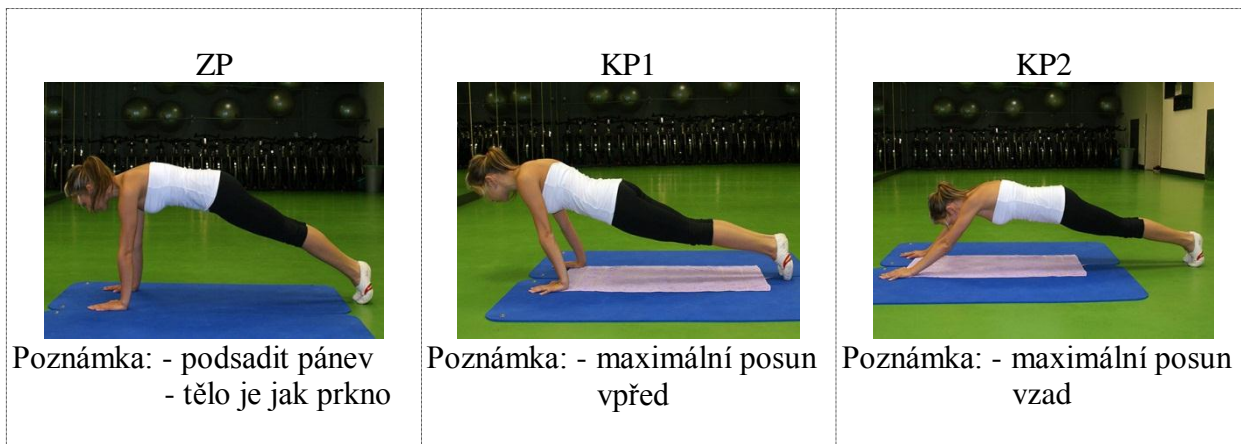 ZP
Poznámka: - podsadit pánev
- tělo je jak prkno
KP1
Poznámka: - maximální posun
vpřed
KP2
Poznámka: - maximální posun
vzad